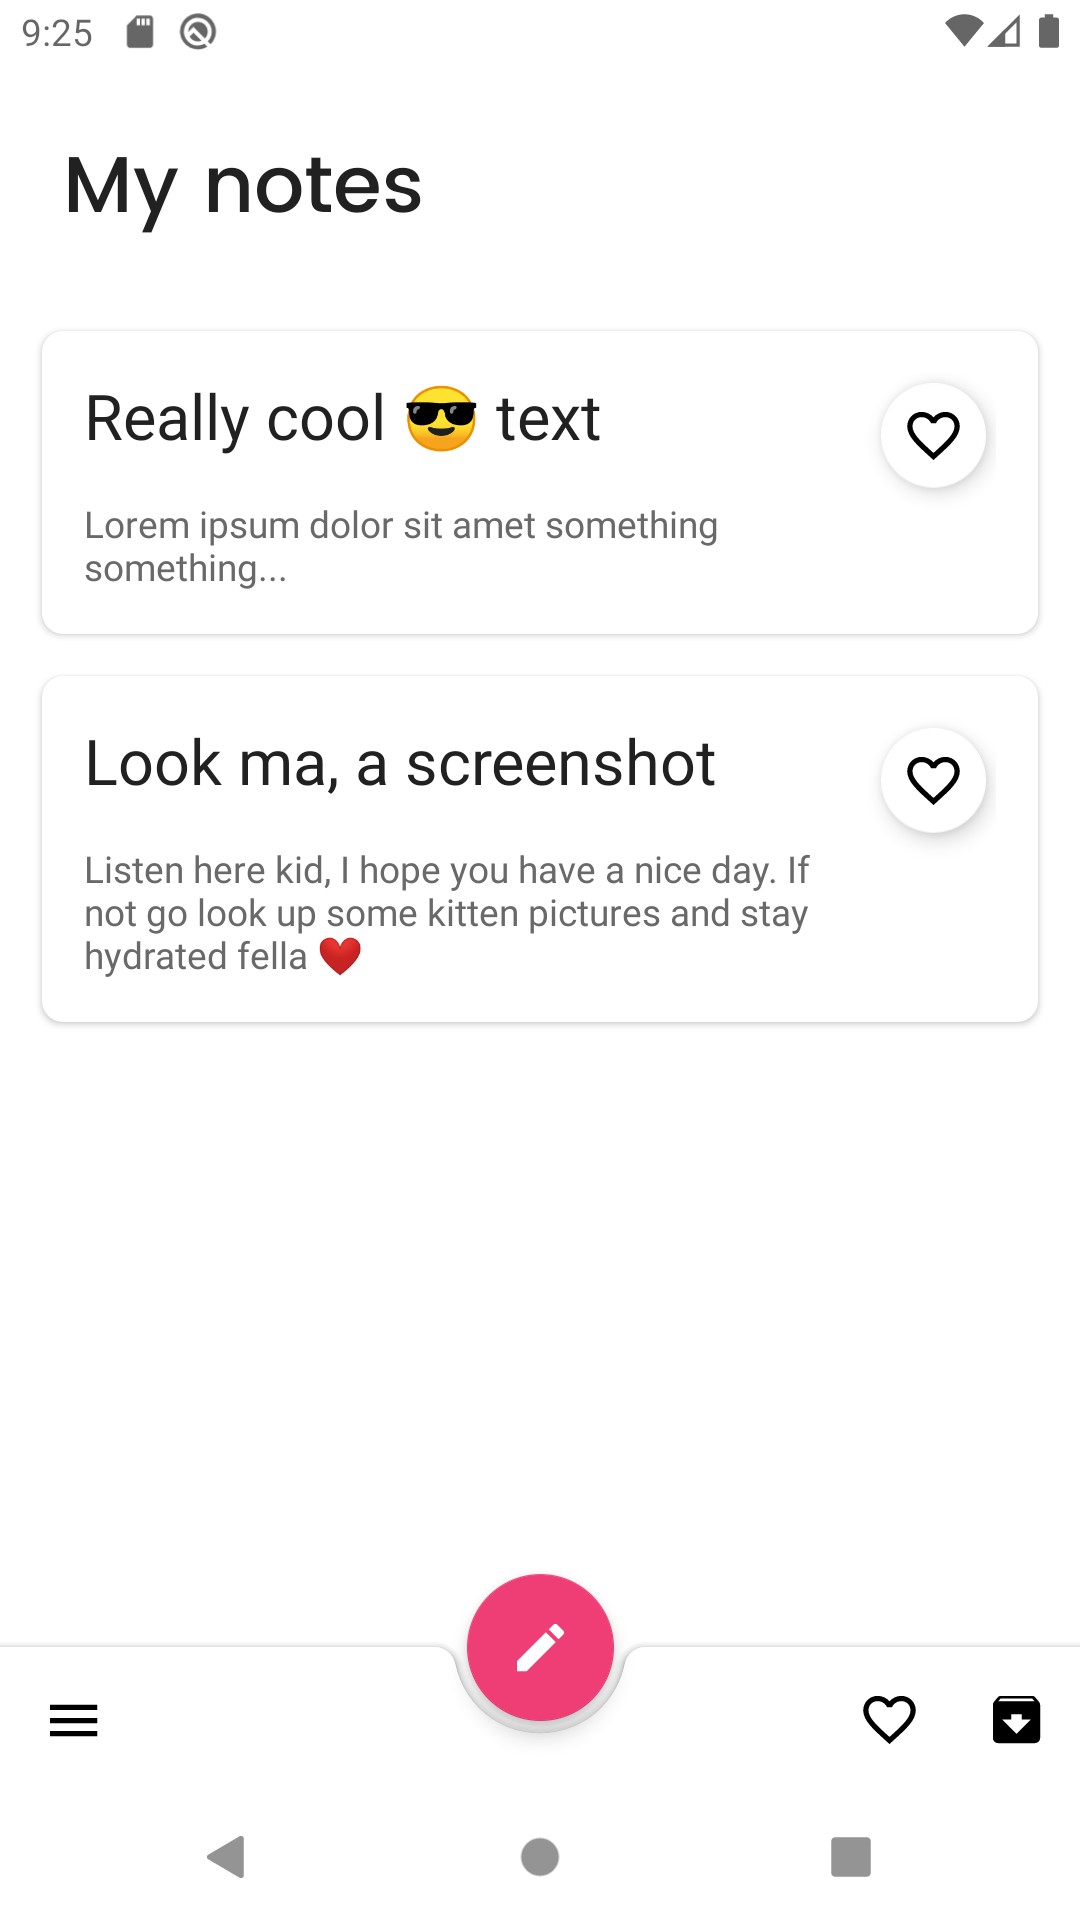 9:25
My notes
Really cool 😎 text
Lorem ipsum dolor sit amet something
something...
Look ma, a screenshot
Listen here kid, I hope you have a nice day. If
not go look up some kitten pictures and stay
hydrated fella ❤️